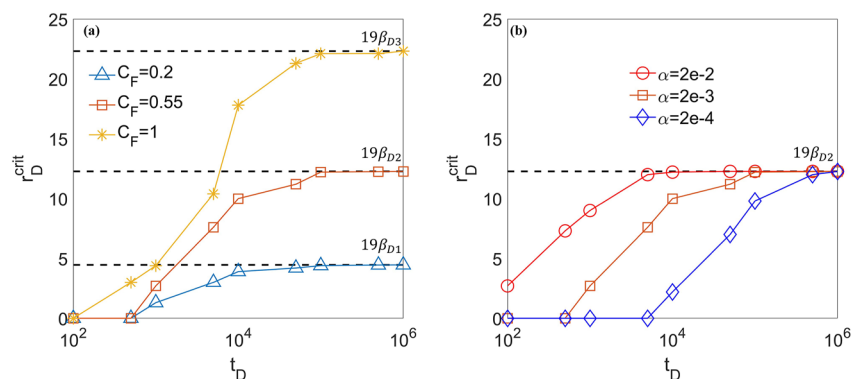 (a)
25
20
15
10
5
0
10^2
10^4
10^6
r_D^crit
t_D
C_F=0.2
C_F=0.55
C_F=1
19β_D3
19β_D2
19β_D1
(b)
25
20
15
10
5
0
10^2
10^4
10^6
r_D^crit
t_D
α=2e-2
α=2e-3
α=2e-4
19β_D2